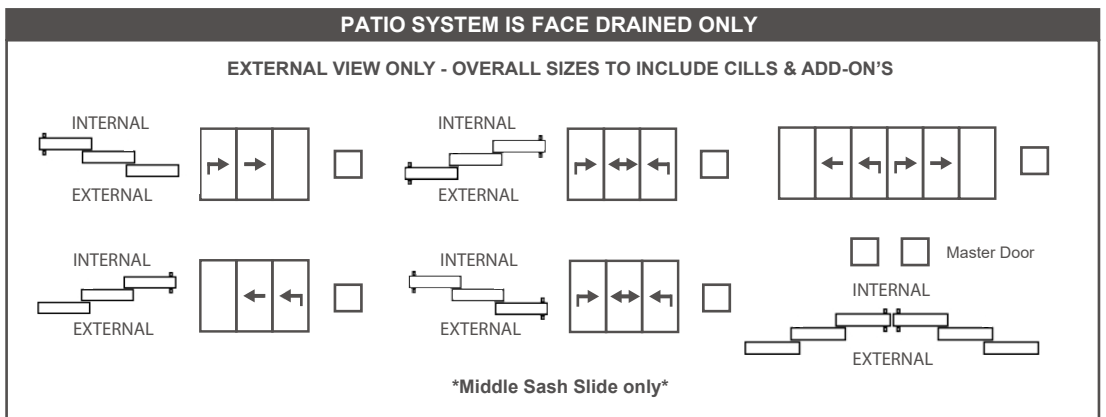 PATIO SYSTEM IS FACE DRAINED ONLY
EXTERNAL VIEW ONLY - OVERALL SIZES TO INCLUDE CILLS & ADD-ON'S
INTERNAL
EXTERNAL
INTERNAL
EXTERNAL
INTERNAL
EXTERNAL
INTERNAL
EXTERNAL
Master Door
INTERNAL
EXTERNAL
*Middle Sash Slide only*